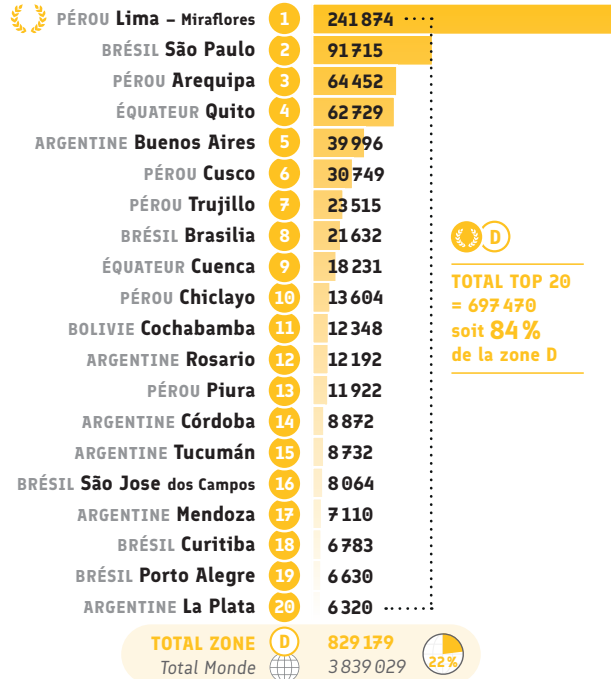 PÉROU Lima – Miraflores 1 241 874
BRÉSIL São Paulo 2 91 715
PÉROU Arequipa 3 64 452
ÉQUATEUR Quito 4 62 729
ARGENTINE Buenos Aires 5 39 996
PÉROU Cusco 6 30 749
PÉROU Trujillo 7 23 515
BRÉSIL Brasilia 8 21 632
ÉQUATEUR Cuenca 9 18 231
PÉROU Chiclayo 10 13 604
BOLIVIE Cochabamba 11 12 348
ARGENTINE Rosario 12 12 192
PÉROU Piura 13 11 922
ARGENTINE Córdoba 14 8 872
ARGENTINE Tucumán 15 8 732
BRÉSIL São Jose dos Campos 16 8 064
ARGENTINE Mendoza 17 7 110
BRÉSIL Curitiba 18 6 783
BRÉSIL Porto Alegre 19 6 630
ARGENTINE La Plata 20 6 320
D
TOTAL TOP 20
= 697 470
soit 84 %
de la zone D
TOTAL ZONE D 829 179
Total Monde 3 839 029
22 %